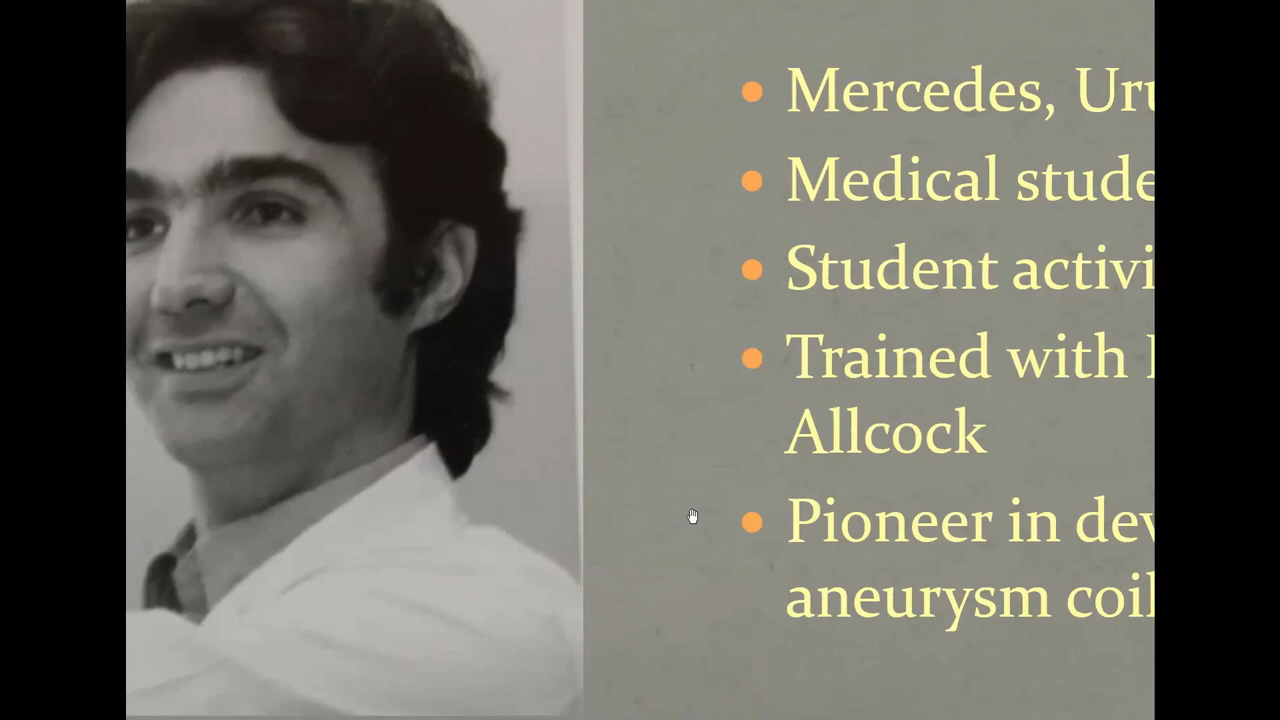 Mercedes, Uru
Medical stude
Student activi
Trained with
Allcock
Pioneer in dev
aneurysm coil